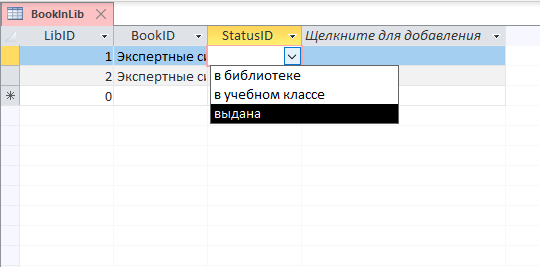 BookInLib
LibID BookID StatusID Щелкните для добавления
1 Экспертные си
в библиотеке
2 Экспертные си
в учебном классе
0
выдана